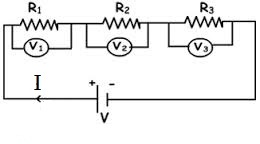 R1 R2 R3
V1 V2 V3
I + -
V